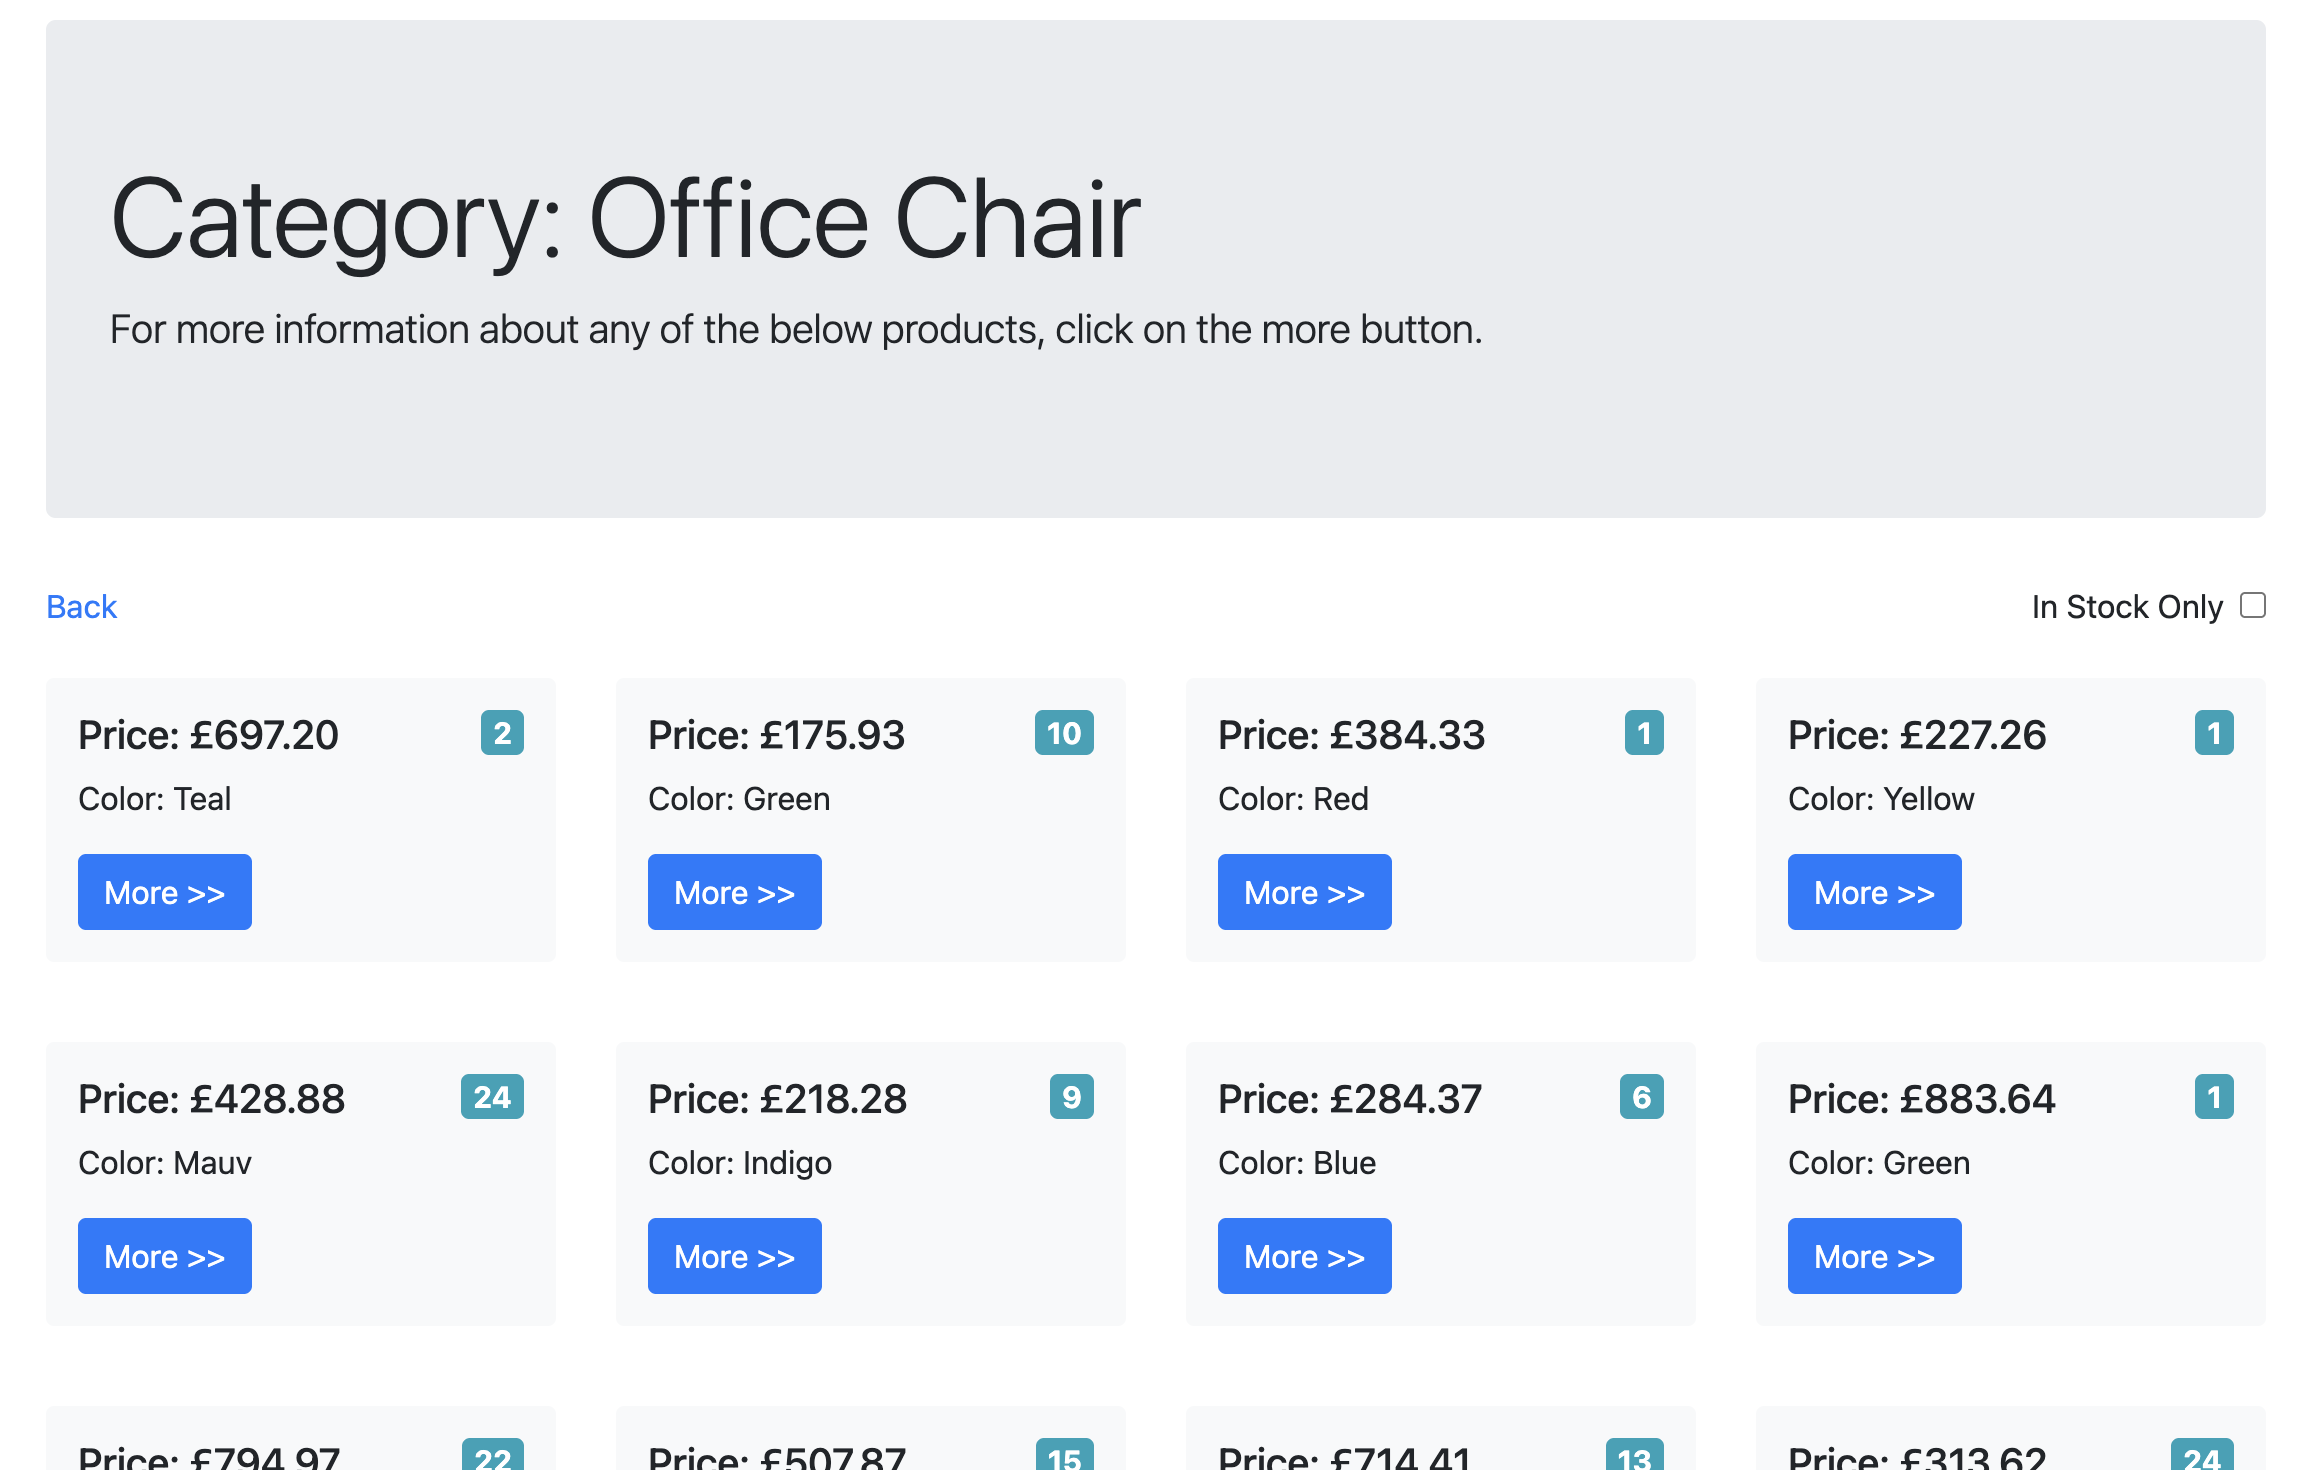 Category: Office Chair
For more information about any of the below products, click on the more button.
Back
In Stock Only
Price: £697.20 2
Color: Teal
More >>
Price: £175.93 10
Color: Green
More >>
Price: £384.33 1
Color: Red
More >>
Price: £227.26 1
Color: Yellow
More >>
Price: £428.88 24
Color: Mauv
More >>
Price: £218.28 9
Color: Indigo
More >>
Price: £284.37 6
Color: Blue
More >>
Price: £883.64 1
Color: Green
More >>
Price: £794.97 22
Price: £507.87 15
Price: £714.41 13
Price: £313.62 24